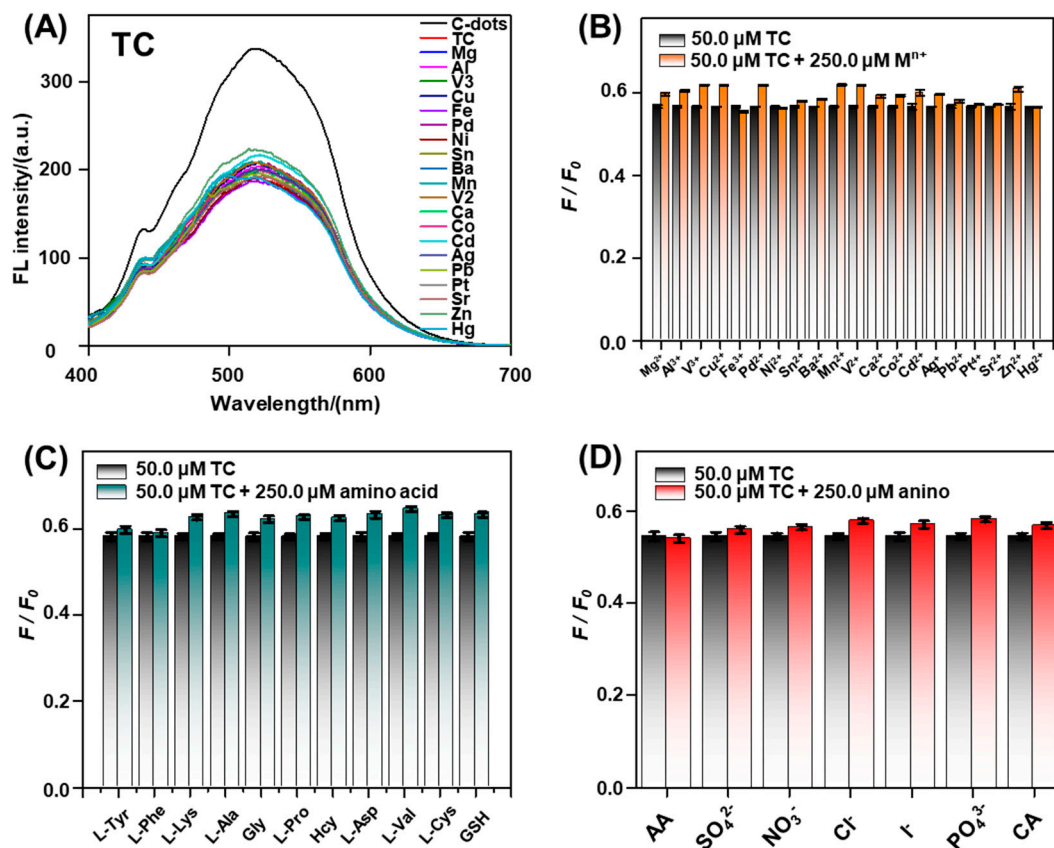 (A)
TC
C-dots
TC
Mg
Al
V3
Cu
Fe
Pd
Ni
Sn
Ba
Mn
V2
Ca
Co
Cd
Ag
Pb
Pt
Sr
Zn
Hg
FL intensity/(a.u.)
300
200
100
0
400
500
600
700
Wavelength/(nm)
(B)
50.0 μM TC
50.0 μM TC + 250.0 μM Mⁿ⁺
F / F₀
0.6
0.4
0.2
0.0
Mg²⁺
Al³⁺
V³⁺
Cu²⁺
Fe³⁺
Pd²⁺
Ni²⁺
Sn²⁺
Ba²⁺
Mn²⁺
V²⁺
Ca²⁺
Co²⁺
Cd²⁺
Ag⁺
Pb²⁺
Pt⁴⁺
Sr²⁺
Zn²⁺
Hg²⁺
(C)
50.0 μM TC
50.0 μM TC + 250.0 μM amino acid
F / F₀
0.6
0.4
0.2
0.0
L-Tyr
L-Phe
L-Lys
L-Ala
Gly
L-Pro
Hcy
L-Asp
L-Val
L-Cys
GSH
(D)
50.0 μM TC
50.0 μM TC + 250.0 μM anino
F / F₀
0.6
0.4
0.2
0.0
AA
SO₄²⁻
NO₃⁻
Cl⁻
I⁻
PO₄³⁻
CA